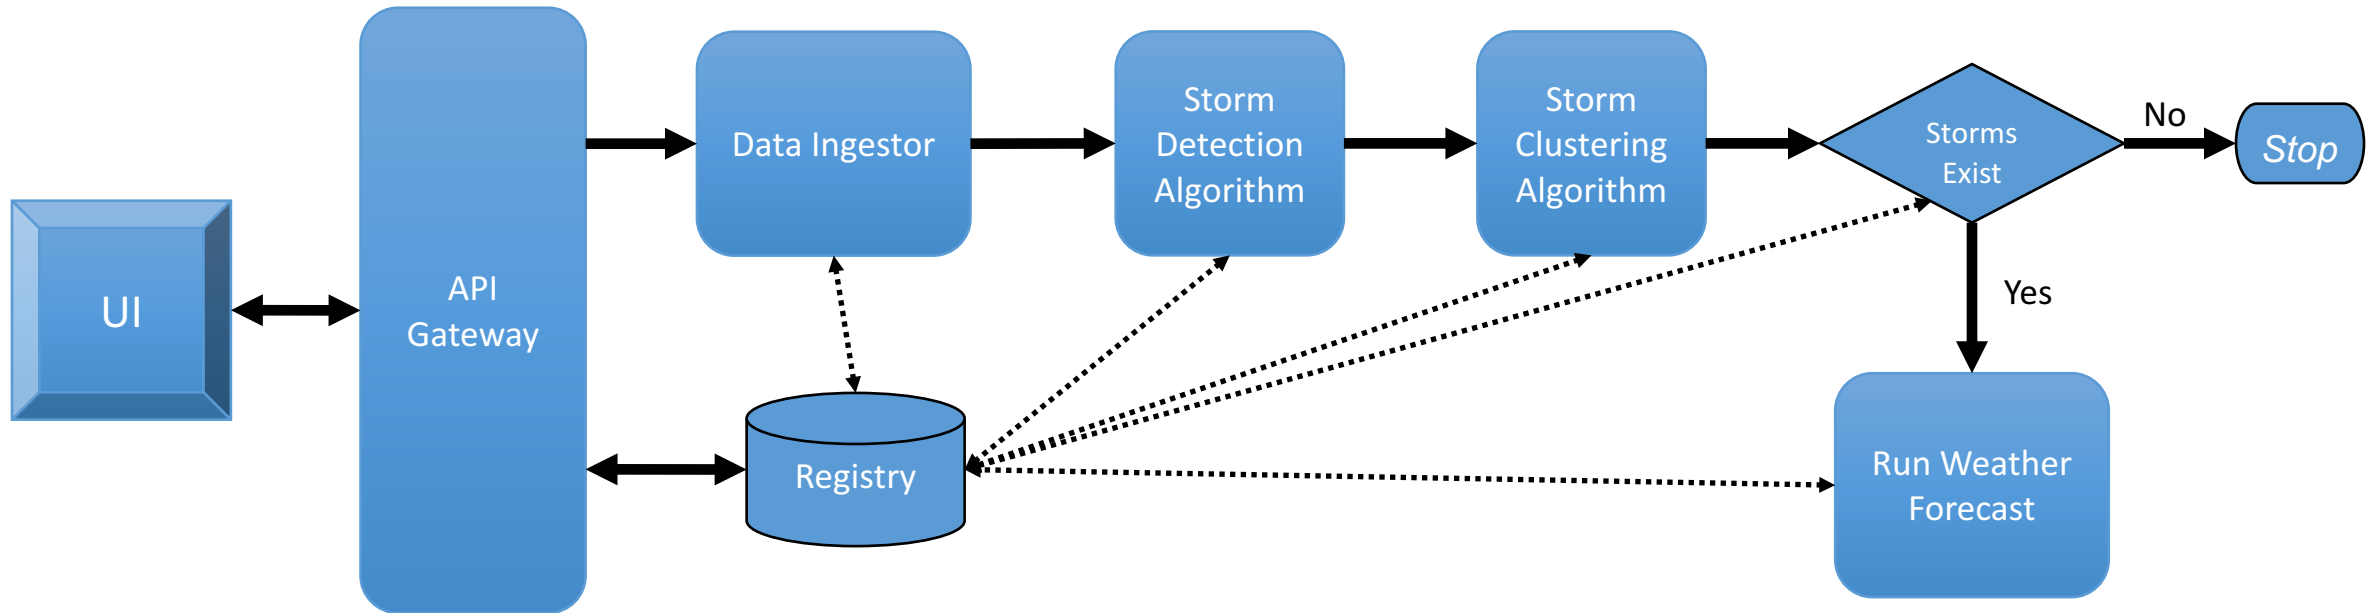 UI
API
Gateway
Data Ingestor
Storm
Detection
Algorithm
Storm
Clustering
Algorithm
Storms
Exist
No
Stop
Yes
Registry
Run Weather
Forecast